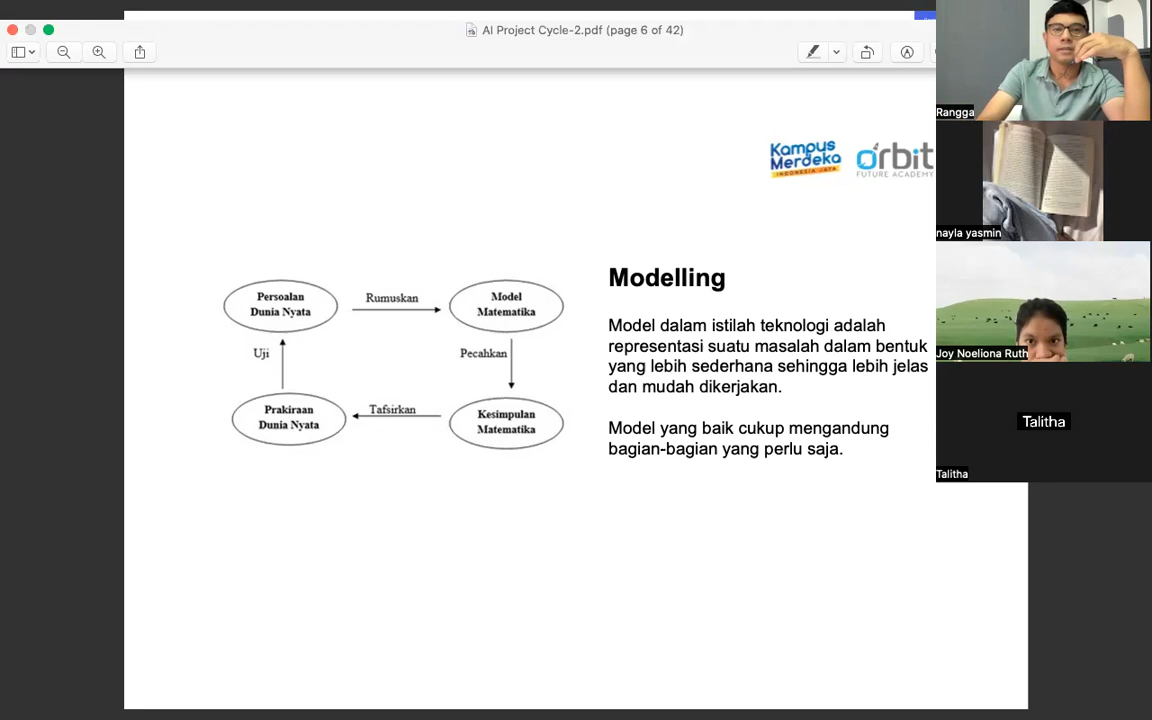 AI Project Cycle-2.pdf (page 6 of 42)
Kampus
Merdeka
INDONESIA JAYA
Orbit
FUTURE ACADEMY
Persoalan
Dunia Nyata
Rumuskan
Model
Matematika
Uji
Pecahkan
Prakiraan
Dunia Nyata
Tafsirkan
Kesimpulan
Matematika
Modelling
Model dalam istilah teknologi adalah
representasi suatu masalah dalam bentuk
yang lebih sederhana sehingga lebih jelas
dan mudah dikerjakan.
Model yang baik cukup mengandung
bagian-bagian yang perlu saja.
Rangga
nayla yasmin
Joy Noeliona Ruth
Talitha
Talitha